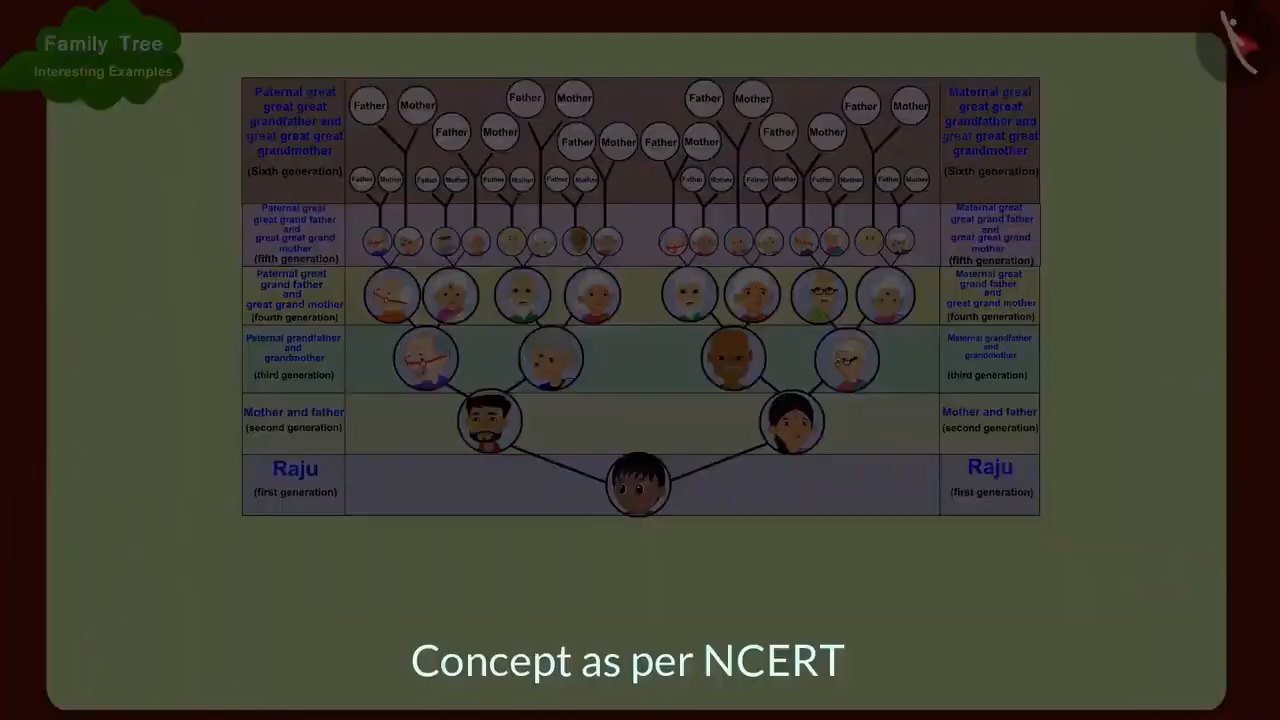 Family Tree
Interesting Examples
Paternal great
great great
grandfather and
great great great
grandmother
(Sixth generation)
Father Mother Father Mother Father Mother Father Mother
Father Mother Father Mother
Father Mother Father Mother
Father Mother Father Mother Father Mother Father Mother Father Mother Father Mother Father Mother Father Mother
Maternal great
great great
grandfather and
great great great
grandmother
(Sixth generation)
Paternal great
great grand father
and
great great grand
mother
(fifth generation)
Maternal great
great grand father
and
great great grand
mother
(fifth generation)
Paternal great
grand father
and
great grand mother
(fourth generation)
Maternal great
grand father
and
great grand mother
(fourth generation)
Paternal grandfather
and
grandmother
(third generation)
Maternal grandfather
and
grandmother
(third generation)
Mother and father
(second generation)
Mother and father
(second generation)
Raju
(first generation)
Raju
(first generation)
Concept as per NCERT